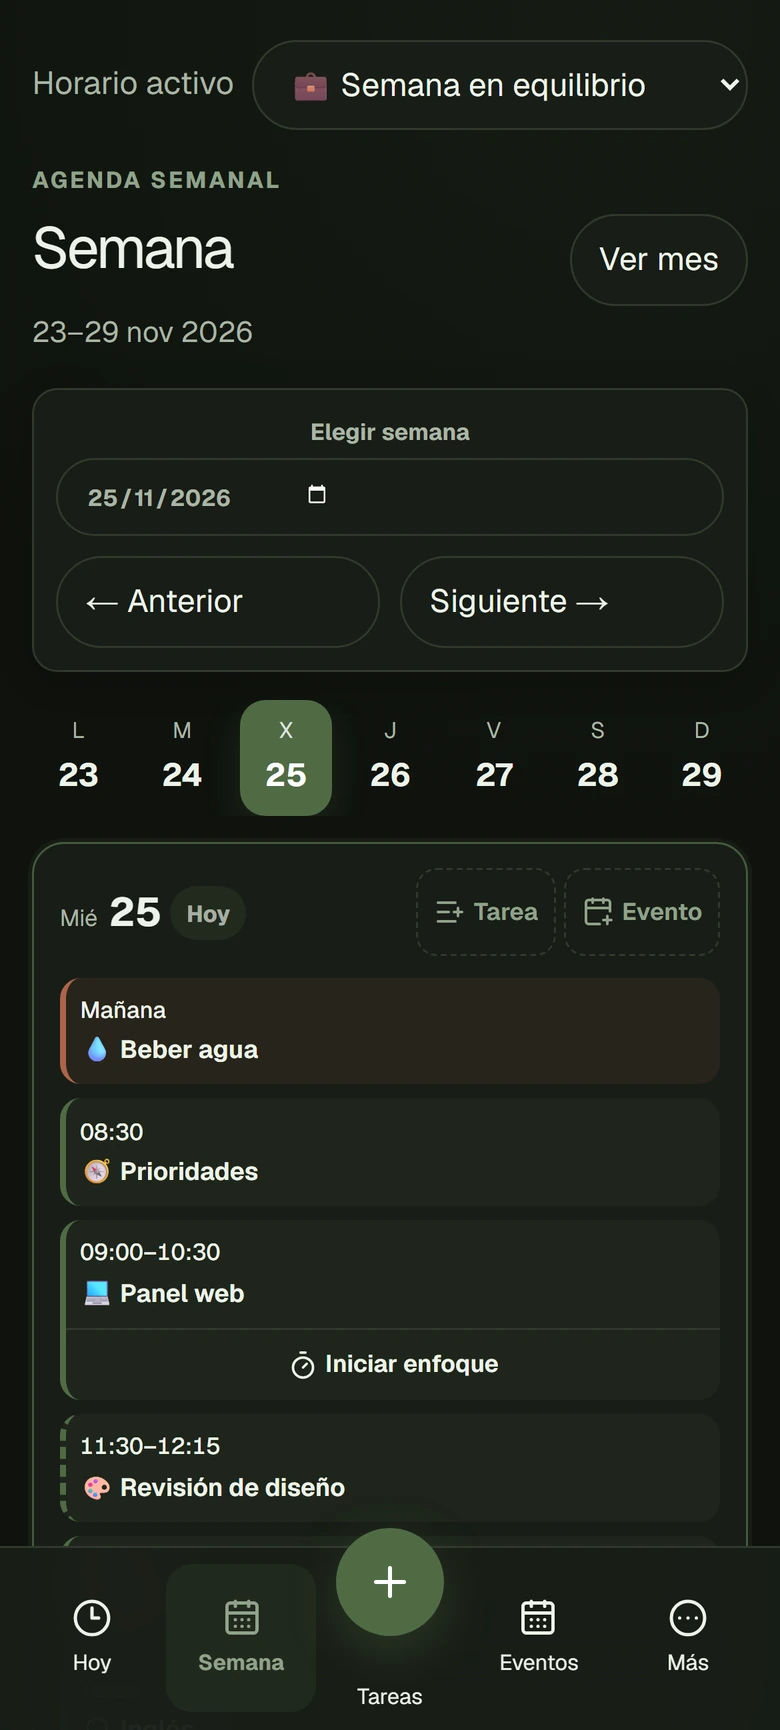 Horario activo
Semana en equilibrio
AGENDA SEMANAL
Semana
Ver mes
23–29 nov 2026
Elegir semana
25/11/2026
← Anterior
Siguiente →
L M X J V S D
23 24 25 26 27 28 29
Mié 25 Hoy
Tarea
Evento
Mañana
Beber agua
08:30
Prioridades
09:00–10:30
Panel web
Iniciar enfoque
11:30–12:15
Revisión de diseño
Hoy
Semana
Tareas
Eventos
Más
Inglés